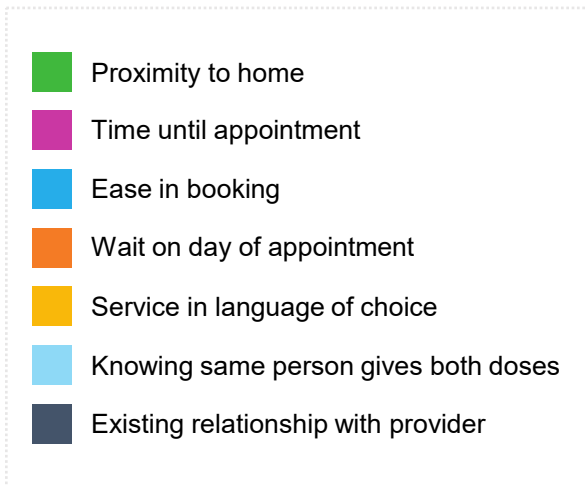 Proximity to home
Time until appointment
Ease in booking
Wait on day of appointment
Service in language of choice
Knowing same person gives both doses
Existing relationship with provider